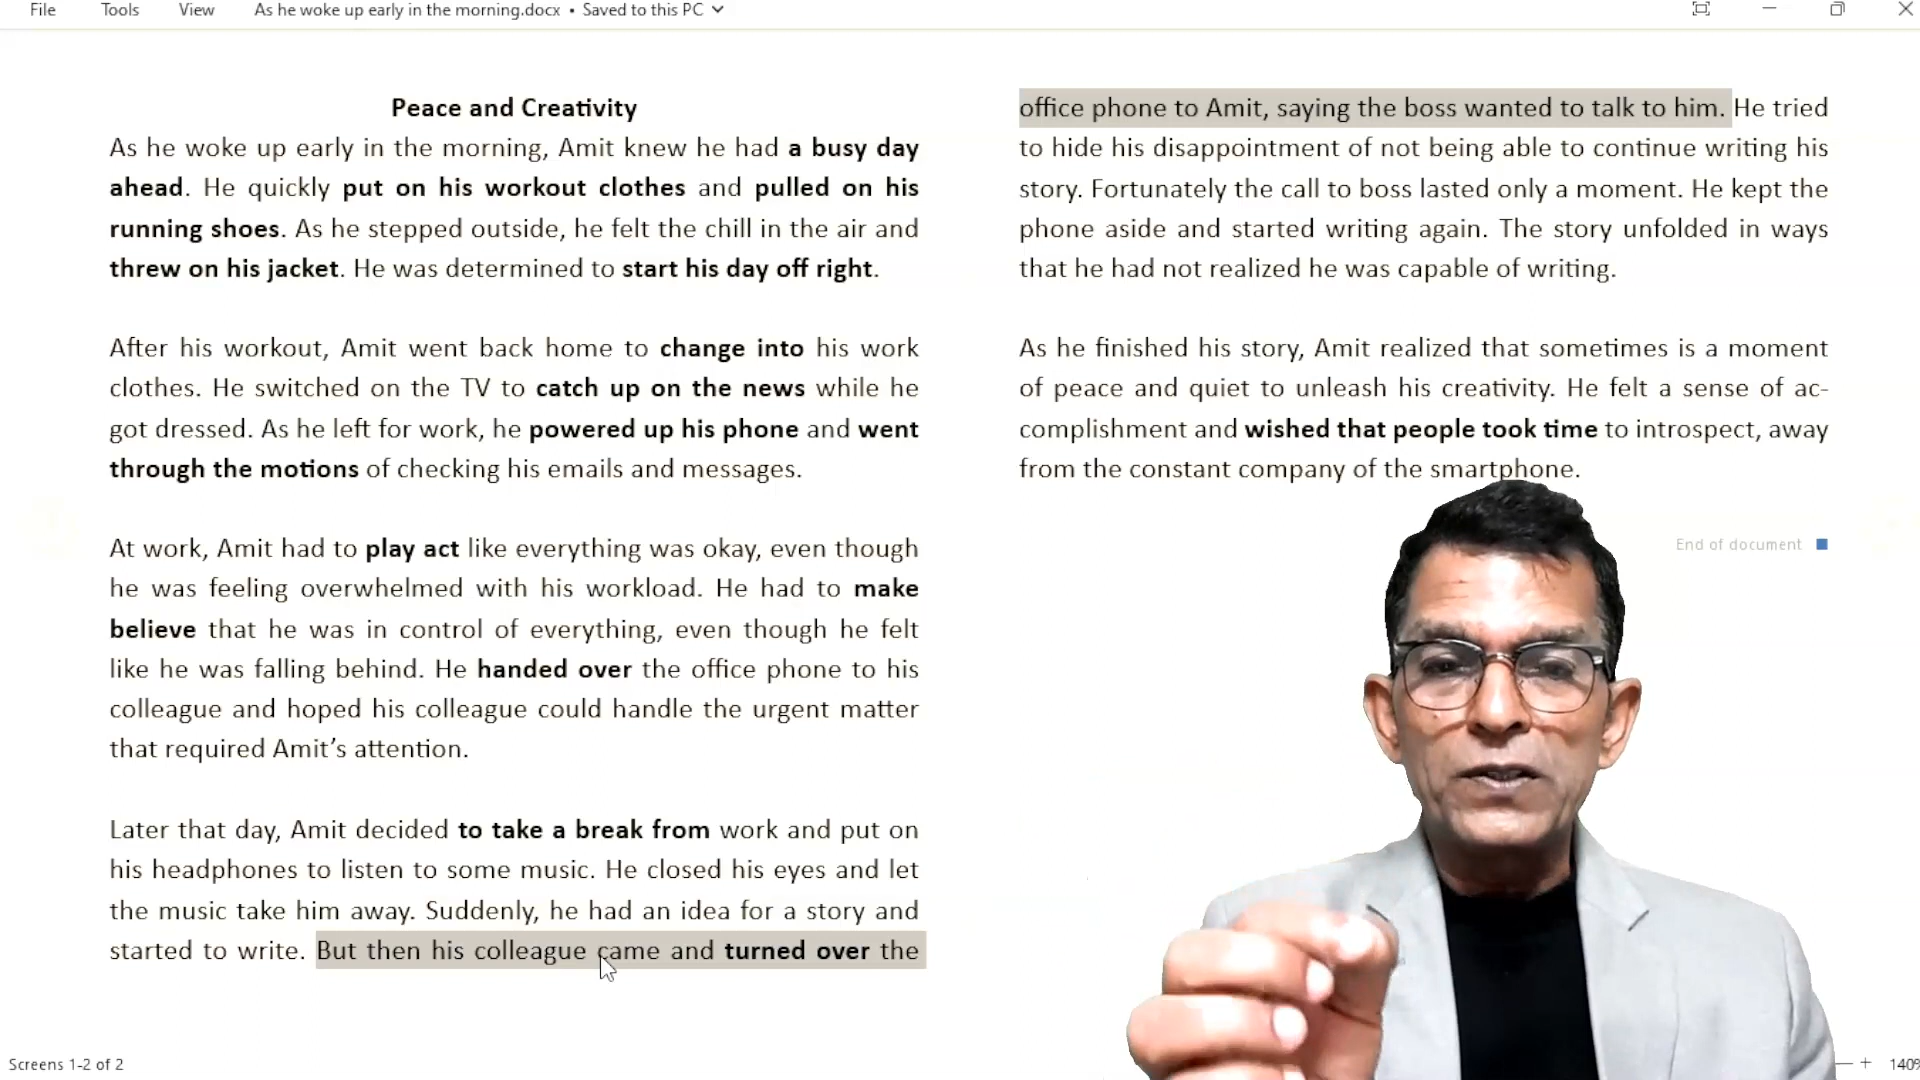 File Tools View As he woke up early in the morning.docx • Saved to this PC
Peace and Creativity
As he woke up early in the morning, Amit knew he had a busy day
ahead. He quickly put on his workout clothes and pulled on his
running shoes. As he stepped outside, he felt the chill in the air and
threw on his jacket. He was determined to start his day off right.
After his workout, Amit went back home to change into his work
clothes. He switched on the TV to catch up on the news while he
got dressed. As he left for work, he powered up his phone and went
through the motions of checking his emails and messages.
At work, Amit had to play act like everything was okay, even though
he was feeling overwhelmed with his workload. He had to make
believe that he was in control of everything, even though he felt
like he was falling behind. He handed over the office phone to his
colleague and hoped his colleague could handle the urgent matter
that required Amit’s attention.
Later that day, Amit decided to take a break from work and put on
his headphones to listen to some music. He closed his eyes and let
the music take him away. Suddenly, he had an idea for a story and
started to write. But then his colleague came and turned over the
office phone to Amit, saying the boss wanted to talk to him. He tried
to hide his disappointment of not being able to continue writing his
story. Fortunately the call to boss lasted only a moment. He kept the
phone aside and started writing again. The story unfolded in ways
that he had not realized he was capable of writing.
As he finished his story, Amit realized that sometimes is a moment
of peace and quiet to unleash his creativity. He felt a sense of ac-
complishment and wished that people took time to introspect, away
from the constant company of the smartphone.
End of document
Screens 1-2 of 2
140%